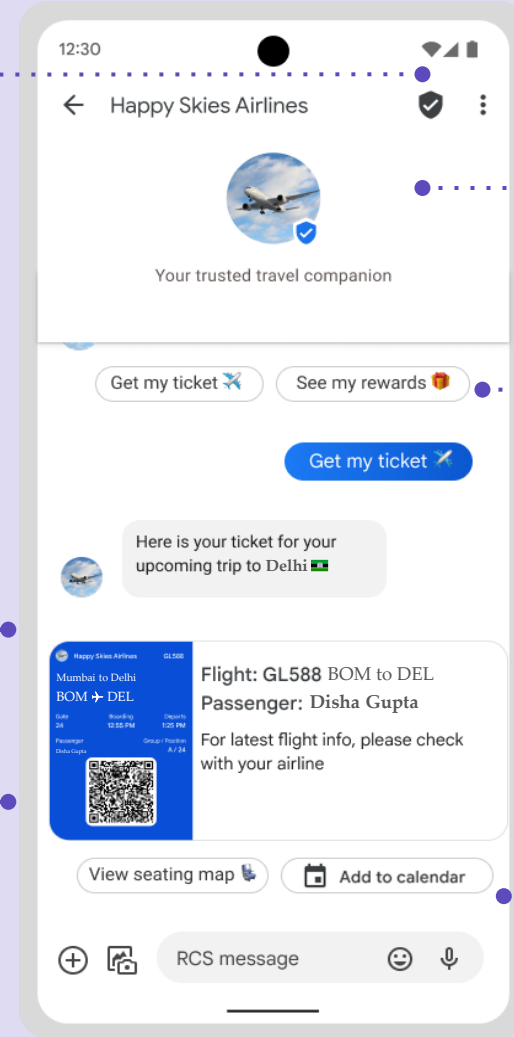 12:30
Happy Skies Airlines
Your trusted travel companion
Get my ticket ✈️
See my rewards 🎁
Get my ticket ✈️
Here is your ticket for your
upcoming trip to Delhi
Happy Skies Airlines GL588
Mumbai to Delhi
BOM ✈ DEL
Gate Boarding Departs
24 12:55 PM 1:25 PM
Passenger Group / Position
Disha Gupta A / 24
Flight: GL588 BOM to DEL
Passenger: Disha Gupta
For latest flight info, please check
with your airline
View seating map 💺
Add to calendar
RCS message